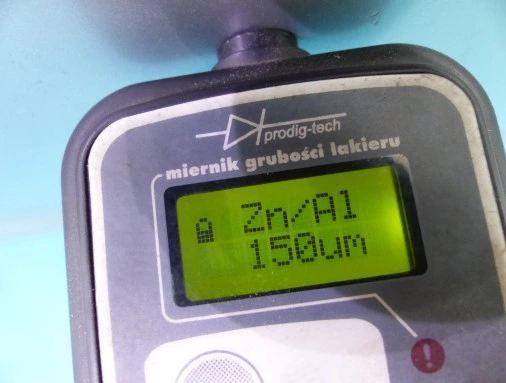 prodig-tech
miernik grubości lakieru
Zn/Al
150um
!